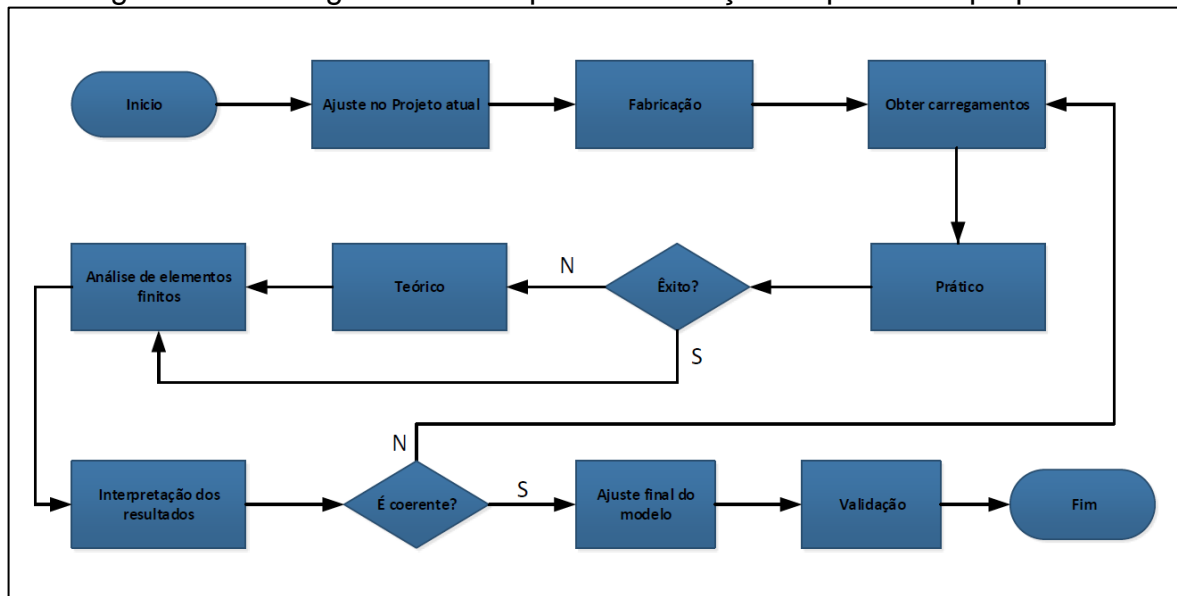 Inicio
Ajuste no Projeto atual
Fabricação
Obter carregamentos
Análise de elementos
finitos
Teórico
N
Êxito?
S
Prático
Interpretação dos
resultados
N
É coerente?
S
Ajuste final do
modelo
Validação
Fim